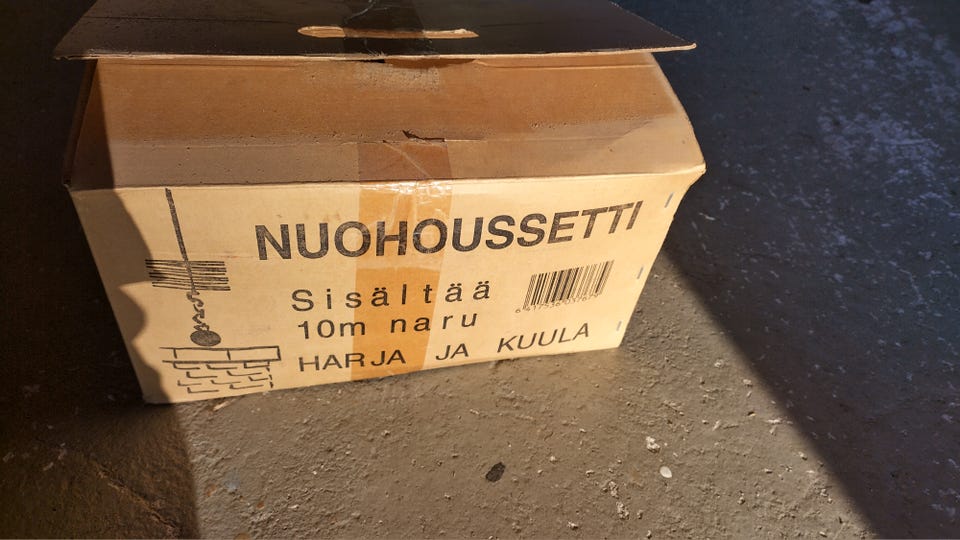 NUOHOUSSETTI
Sisältää
10m naru
HARJA JA KUULA